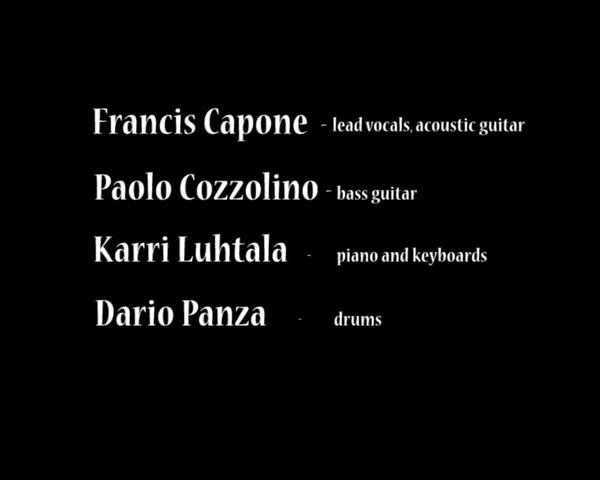 Francis Capone - lead vocals, acoustic guitar
Paolo Cozzolino - bass guitar
Karri Luhtala - piano and keyboards
Dario Panza - drums